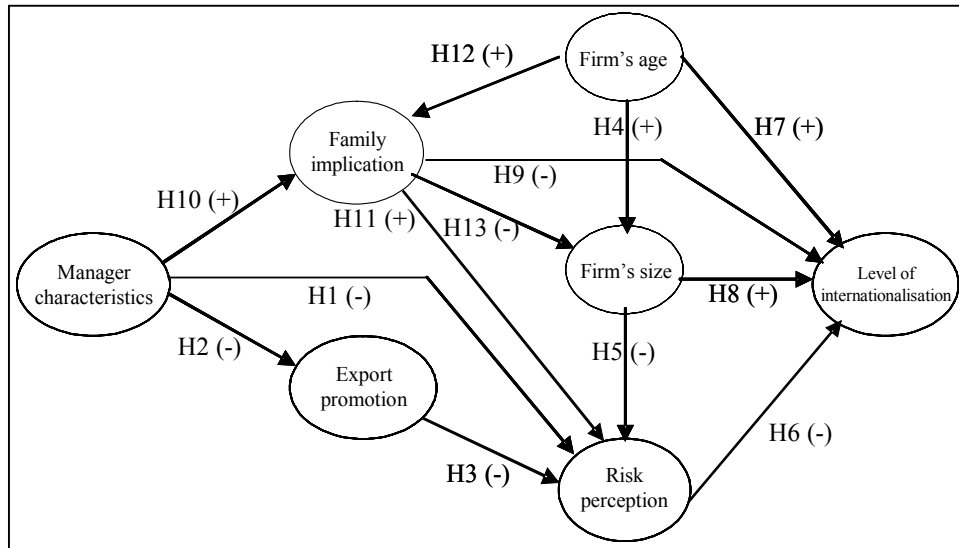 Firm's age
H12 (+)
H4 (+)
H7 (+)
Family
implication
H9 (-)
H10 (+)
H11 (+)
H13 (-)
Manager
characteristics
Firm's size
Level of
internationalisation
H1 (-)
H8 (+)
H2 (-)
H5 (-)
Export
promotion
H6 (-)
H3 (-)
Risk
perception